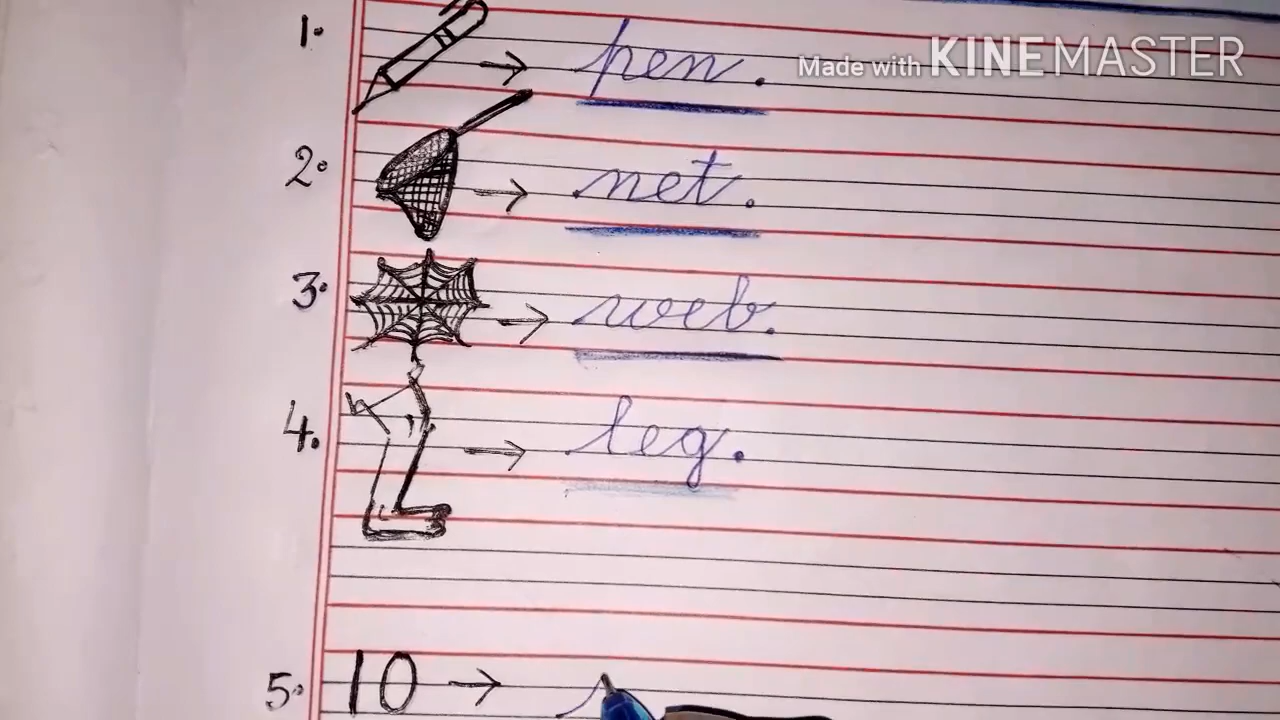 Made with KINEMASTER
1. → pen.
2. → net.
3. → web.
4. → leg.
5. 10 →